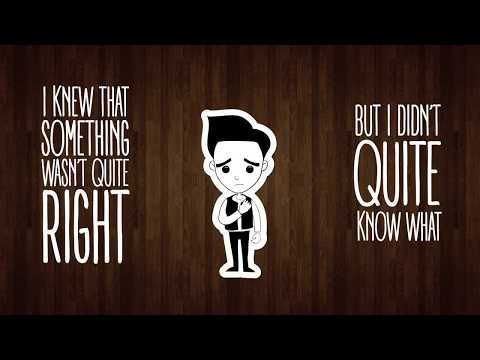 I KNEW THAT
SOMETHING
WASN'T QUITE
RIGHT
BUT I DIDN'T
QUITE
KNOW WHAT